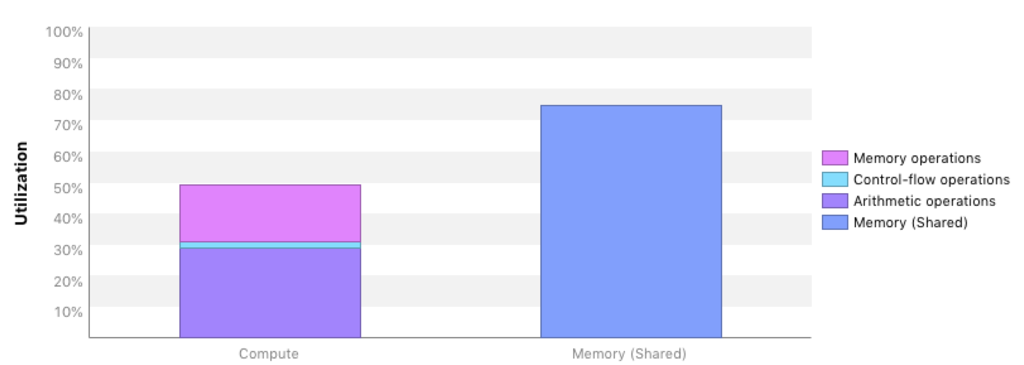 100%
90%
80%
70%
60%
50%
40%
30%
20%
10%
Utilization
Compute
Memory (Shared)
Memory operations
Control-flow operations
Arithmetic operations
Memory (Shared)